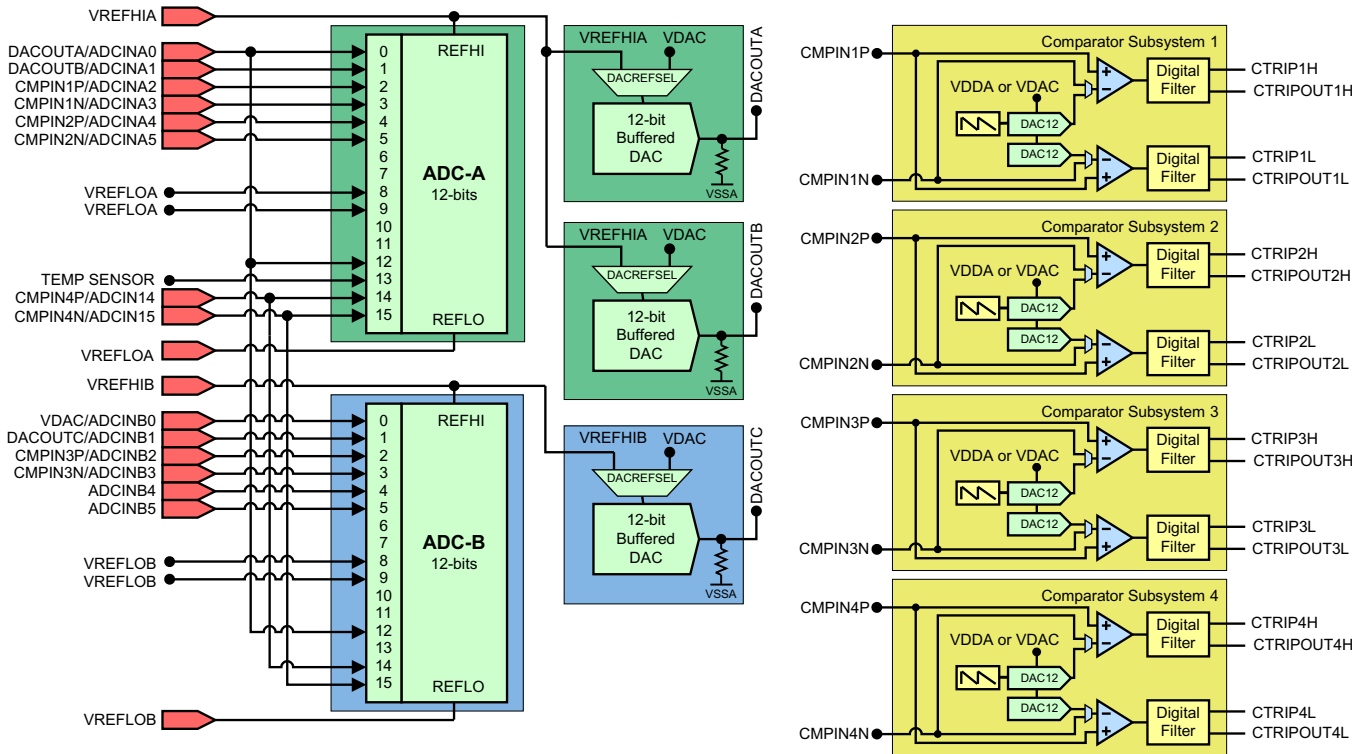 VREFHIA
DACOUTA/ADCINA0
DACOUTB/ADCINA1
CMPIN1P/ADCINA2
CMPIN1N/ADCINA3
CMPIN2P/ADCINA4
CMPIN2N/ADCINA5
VREFLOA
VREFLOA
TEMP SENSOR
CMPIN4P/ADCIN14
CMPIN4N/ADCIN15
VREFLOA
REFHI
0
1
2
3
4
5
6
7
8
9
10
11
12
13
14
15
ADC-A
12-bits
REFLO
VREFHIB
VDAC/ADCINB0
DACOUTC/ADCINB1
CMPIN3P/ADCINB2
CMPIN3N/ADCINB3
ADCINB4
ADCINB5
VREFLOB
VREFLOB
VREFLOB
REFHI
0
1
2
3
4
5
6
7
8
9
10
11
12
13
14
15
ADC-B
12-bits
REFLO
VREFHIA
VDAC
DACREFSEL
12-bit
Buffered
DAC
VSSA
DACOUTA
VREFHIA
VDAC
DACREFSEL
12-bit
Buffered
DAC
VSSA
DACOUTB
VREFHIB
VDAC
DACREFSEL
12-bit
Buffered
DAC
VSSA
DACOUTC
Comparator Subsystem 1
CMPIN1P
CMPIN1N
VDDA or VDAC
DAC12
DAC12
Digital
Filter
Digital
Filter
CTRIP1H
CTRIPOUT1H
CTRIP1L
CTRIPOUT1L
Comparator Subsystem 2
CMPIN2P
CMPIN2N
VDDA or VDAC
DAC12
DAC12
Digital
Filter
Digital
Filter
CTRIP2H
CTRIPOUT2H
CTRIP2L
CTRIPOUT2L
Comparator Subsystem 3
CMPIN3P
CMPIN3N
VDDA or VDAC
DAC12
DAC12
Digital
Filter
Digital
Filter
CTRIP3H
CTRIPOUT3H
CTRIP3L
CTRIPOUT3L
Comparator Subsystem 4
CMPIN4P
CMPIN4N
VDDA or VDAC
DAC12
DAC12
Digital
Filter
Digital
Filter
CTRIP4H
CTRIPOUT4H
CTRIP4L
CTRIPOUT4L